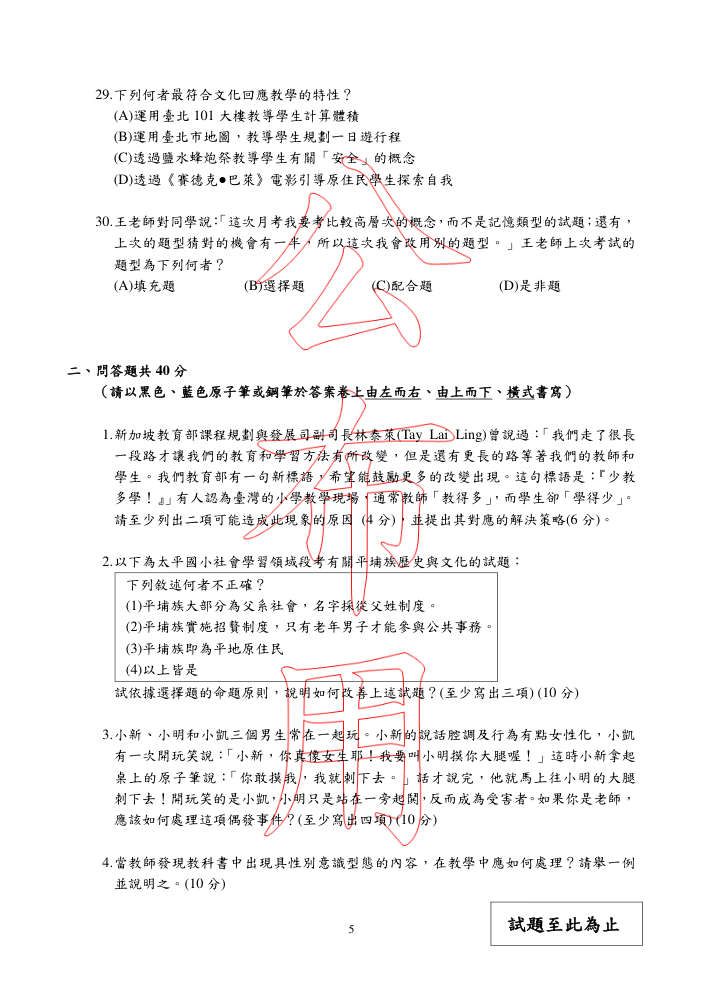 29.下列何者最符合文化回應教學的特性？
(A)運用臺北 101 大樓教導學生計算體積
(B)運用臺北市地圖，教導學生規劃一日遊行程
(C)透過鹽水蜂炮祭教導學生有關「安全」的概念
(D)透過《賽德克●巴萊》電影引導原住民學生探索自我
30.王老師對同學說：「這次月考我要考比較高層次的概念，而不是記憶類型的試題；還有，
上次的題型猜對的機會有一半，所以這次我會改用別的題型。」王老師上次考試的
題型為下列何者？
(A)填充題 (B)選擇題 (C)配合題 (D)是非題
二、問答題共 40 分
（請以黑色、藍色原子筆或鋼筆於答案卷上由左而右、由上而下、橫式書寫）
1.新加坡教育部課程規劃與發展司副司長林泰萊(Tay Lai Ling)曾說過：「我們走了很長
一段路才讓我們的教育和學習方法有所改變，但是還有更長的路等著我們的教師和
學生。我們教育部有一句新標語，希望能鼓勵更多的改變出現。這句標語是：『少教
多學！』」有人認為臺灣的小學教學現場，通常教師「教得多」，而學生卻「學得少」。
請至少列出二項可能造成此現象的原因 (4 分)，並提出其對應的解決策略(6 分)。
2.以下為太平國小社會學習領域段考有關平埔族歷史與文化的試題：
下列敘述何者不正確？
(1)平埔族大部分為父系社會，名字採從父姓制度。
(2)平埔族實施招贅制度，只有老年男子才能參與公共事務。
(3)平埔族即為平地原住民
(4)以上皆是
試依據選擇題的命題原則，說明如何改善上述試題？(至少寫出三項) (10 分)
3.小新、小明和小凱三個男生常在一起玩。小新的說話腔調及行為有點女性化，小凱
有一次開玩笑說：「小新，你真像女生耶！我要叫小明摸你大腿喔！」這時小新拿起
桌上的原子筆說：「你敢摸我，我就刺下去。」話才說完，他就馬上往小明的大腿
刺下去！開玩笑的是小凱，小明只是站在一旁起鬨，反而成為受害者。如果你是老師，
應該如何處理這項偶發事件？(至少寫出四項) (10 分)
4.當教師發現教科書中出現具性別意識型態的內容，在教學中應如何處理？請舉一例
並說明之。(10 分)
試題至此為止
5
公布用